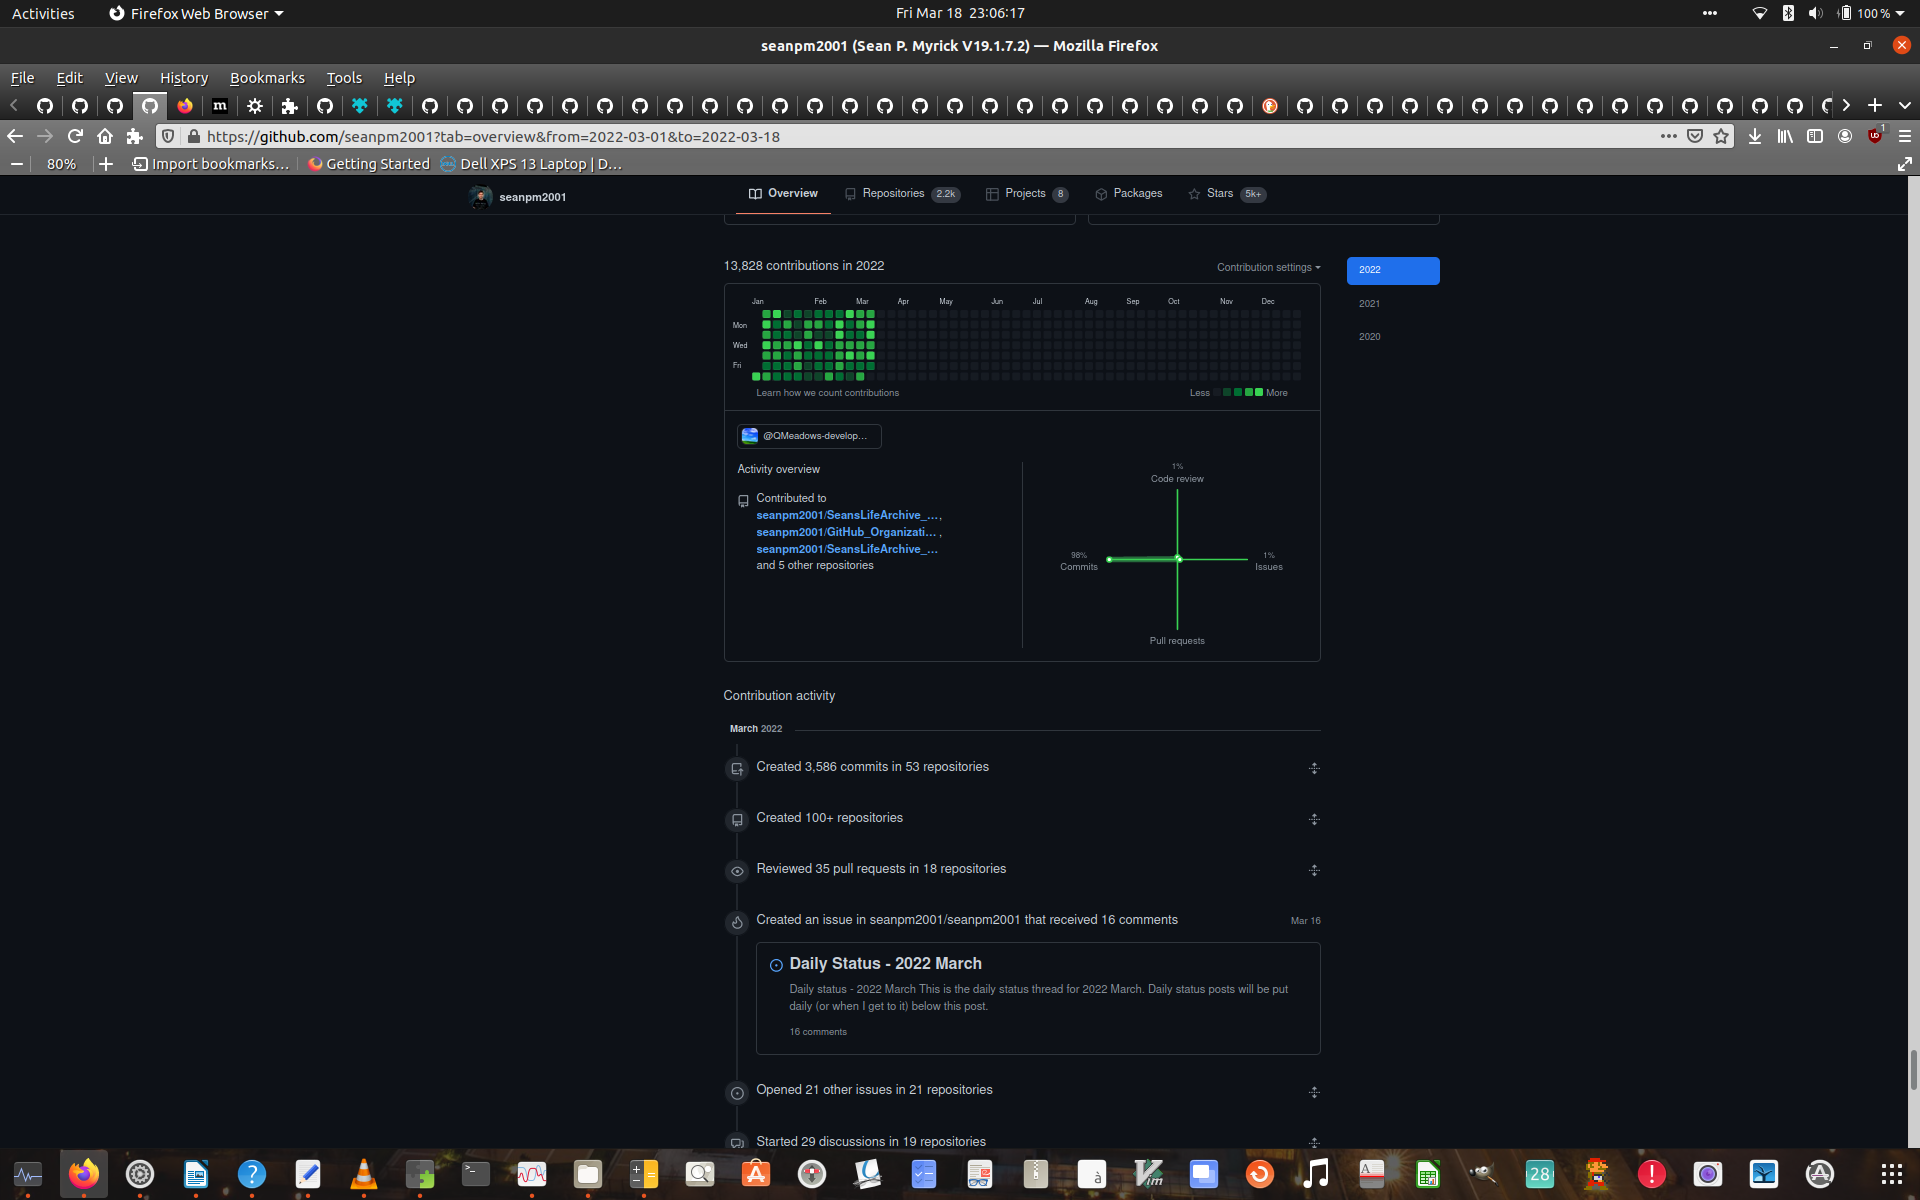 Activities
Firefox Web Browser
Fri Mar 18 23:06:17
100 %
seanpm2001 (Sean P. Myrick V19.1.7.2) — Mozilla Firefox
File Edit View History Bookmarks Tools Help
https://github.com/seanpm2001?tab=overview&from=2022-03-01&to=2022-03-18
1
80%
Import bookmarks…
Getting Started
Dell XPS 13 Laptop | D…
seanpm2001
Overview
Repositories 2.2k
Projects 8
Packages
Stars 5k+
13,828 contributions in 2022
Contribution settings
2022
2021
2020
Jan Feb Mar Apr May Jun Jul Aug Sep Oct Nov Dec
Mon
Wed
Fri
Learn how we count contributions
Less More
@QMeadows-develop…
Activity overview
Contributed to
seanpm2001/SeansLifeArchive_…,
seanpm2001/GitHub_Organizati… ,
seanpm2001/SeansLifeArchive_…
and 5 other repositories
1%
Code review
98%
Commits
1%
Issues
Pull requests
Contribution activity
March 2022
Created 3,586 commits in 53 repositories
Created 100+ repositories
Reviewed 35 pull requests in 18 repositories
Created an issue in seanpm2001/seanpm2001 that received 16 comments
Mar 16
Daily Status - 2022 March
Daily status - 2022 March This is the daily status thread for 2022 March. Daily status posts will be put
daily (or when I get to it) below this post.
16 comments
Opened 21 other issues in 21 repositories
Started 29 discussions in 19 repositories
28